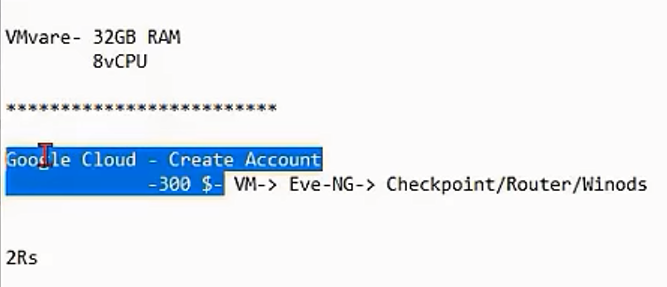 VMvare- 32GB RAM
8vCPU
*************************
Google Cloud - Create Account
-300 $- VM-> Eve-NG-> Checkpoint/Router/Winods
2Rs